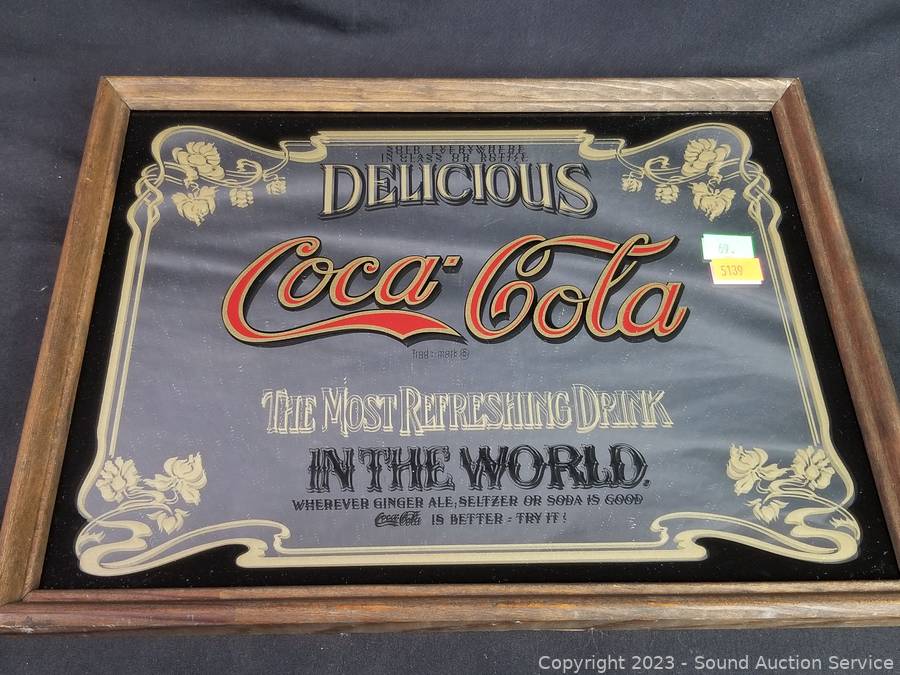 SOLD EVERYWHERE
IN GLASS OR BOTTLE
DELICIOUS
Coca-Cola
Trade-mark ®
69.
5139
THE MOST REFRESHING DRINK
IN THE WORLD.
WHEREVER GINGER ALE, SELTZER OR SODA IS GOOD
Coca-Cola IS BETTER - TRY IT!
Copyright 2023 - Sound Auction Service